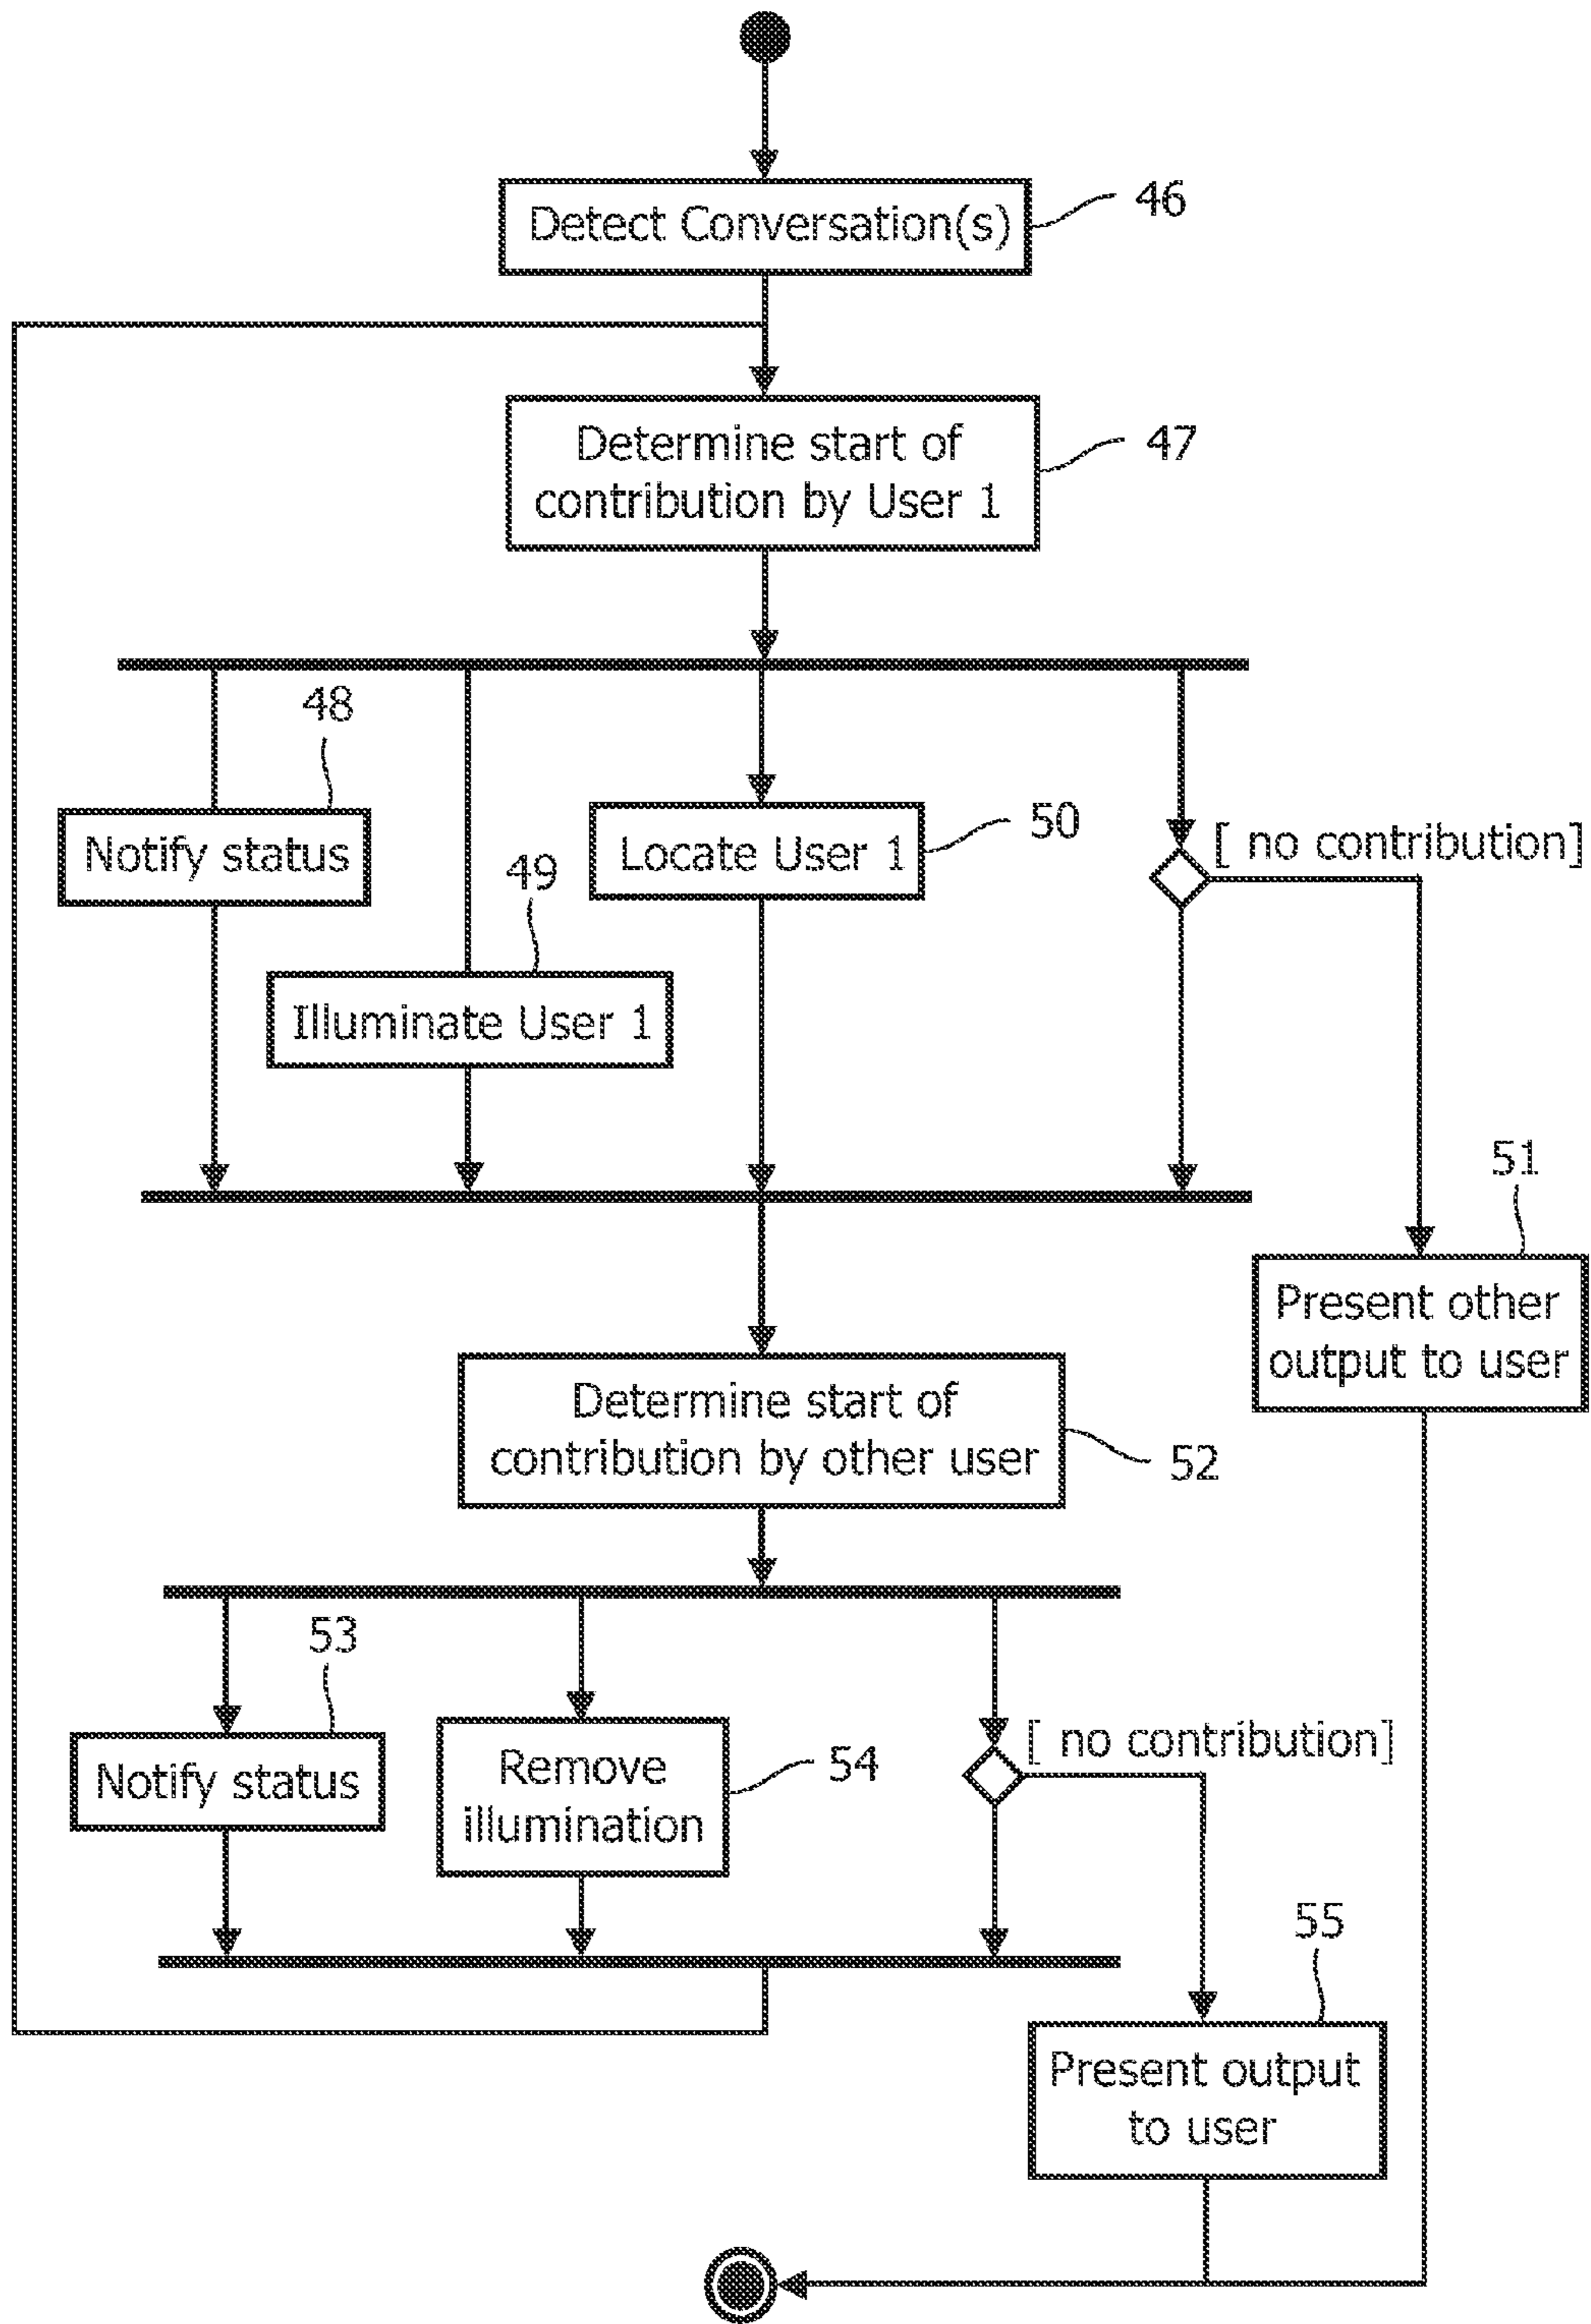 Detect Conversation(s)
46
Determine start of
contribution by User 1
47
48
Notify status
49
Illuminate User 1
Locate User 1
50
[ no contribution]
51
Present other
output to user
Determine start of
contribution by other user
52
53
Notify status
Remove
illumination
54
[ no contribution]
55
Present output
to user